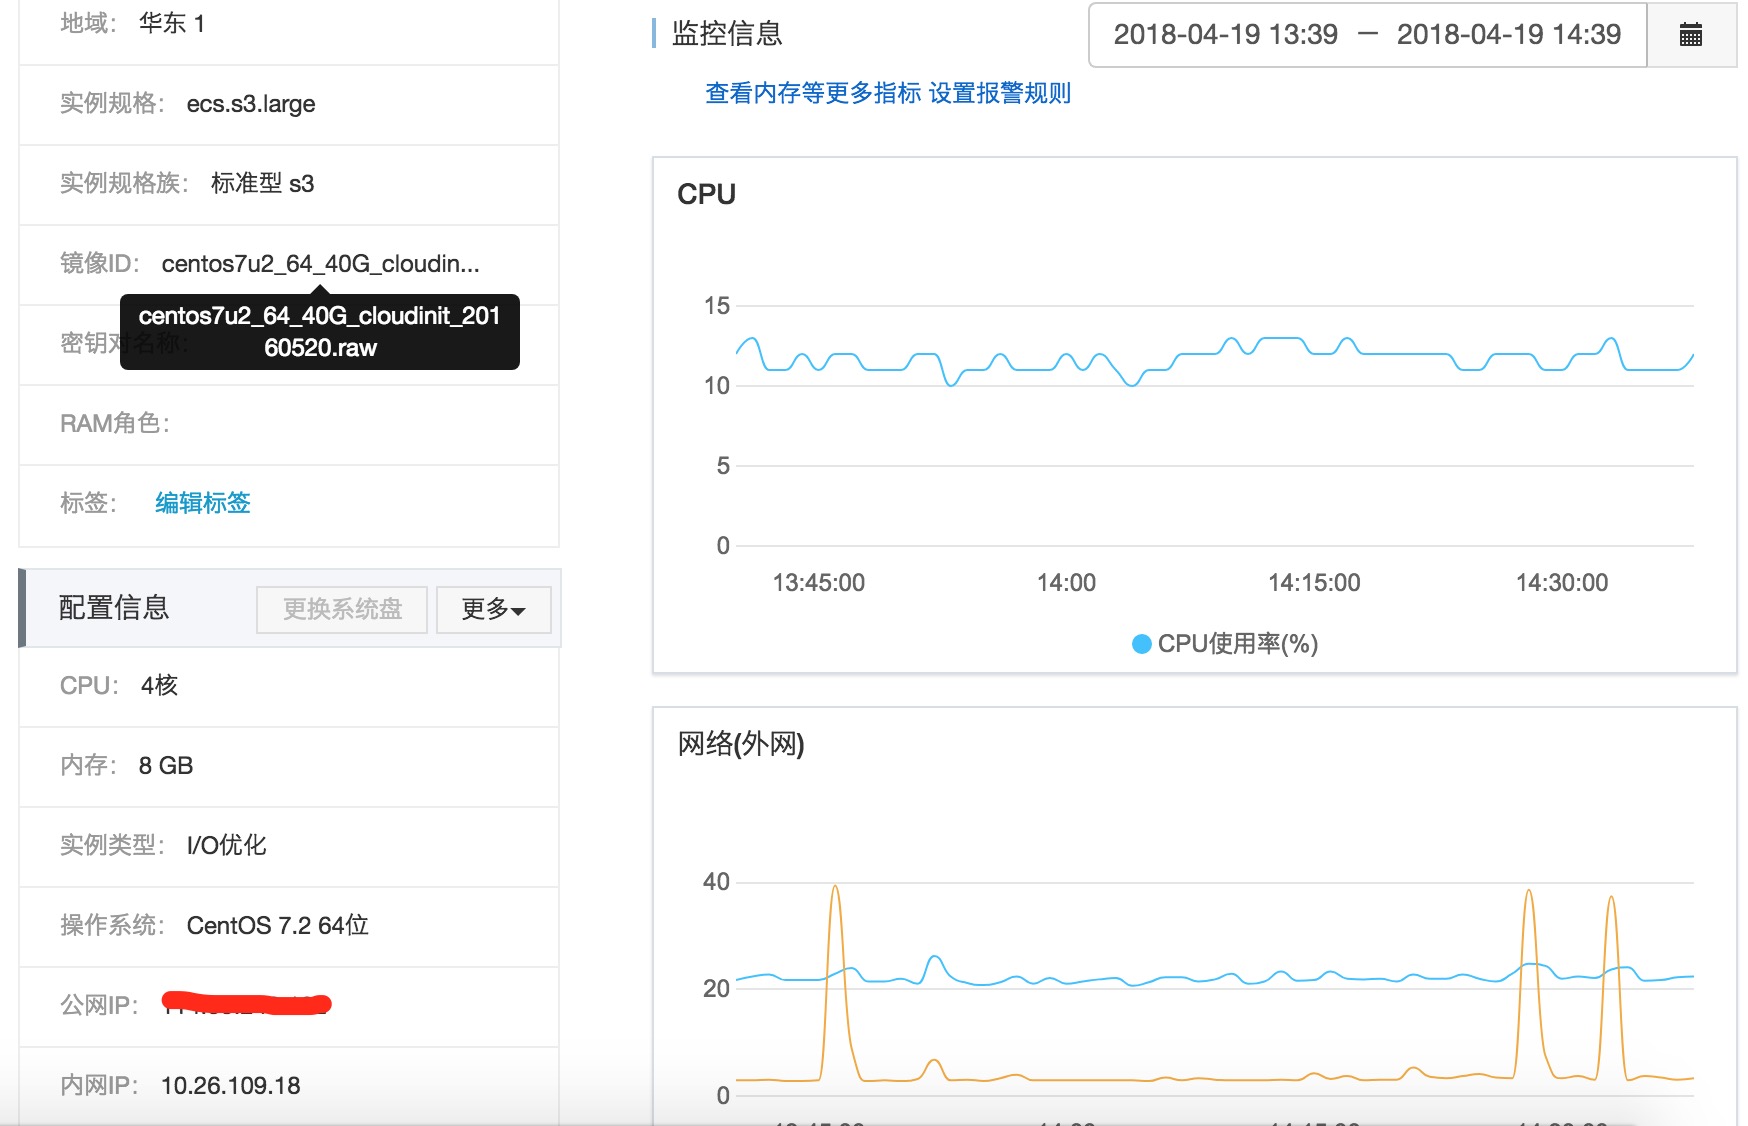 地域： 华东 1
实例规格： ecs.s3.large
实例规格族： 标准型 s3
镜像ID： centos7u2_64_40G_cloudin...
centos7u2_64_40G_cloudinit_201
60520.raw
密钥对名称：
RAM角色：
标签： 编辑标签
配置信息 更换系统盘 更多
CPU： 4核
内存： 8 GB
实例类型： I/O优化
操作系统： CentOS 7.2 64位
公网IP：
内网IP： 10.26.109.18
监控信息 2018-04-19 13:39 — 2018-04-19 14:39
查看内存等更多指标 设置报警规则
CPU
15
10
5
0
13:45:00 14:00 14:15:00 14:30:00
CPU使用率(%)
网络(外网)
40
20
0